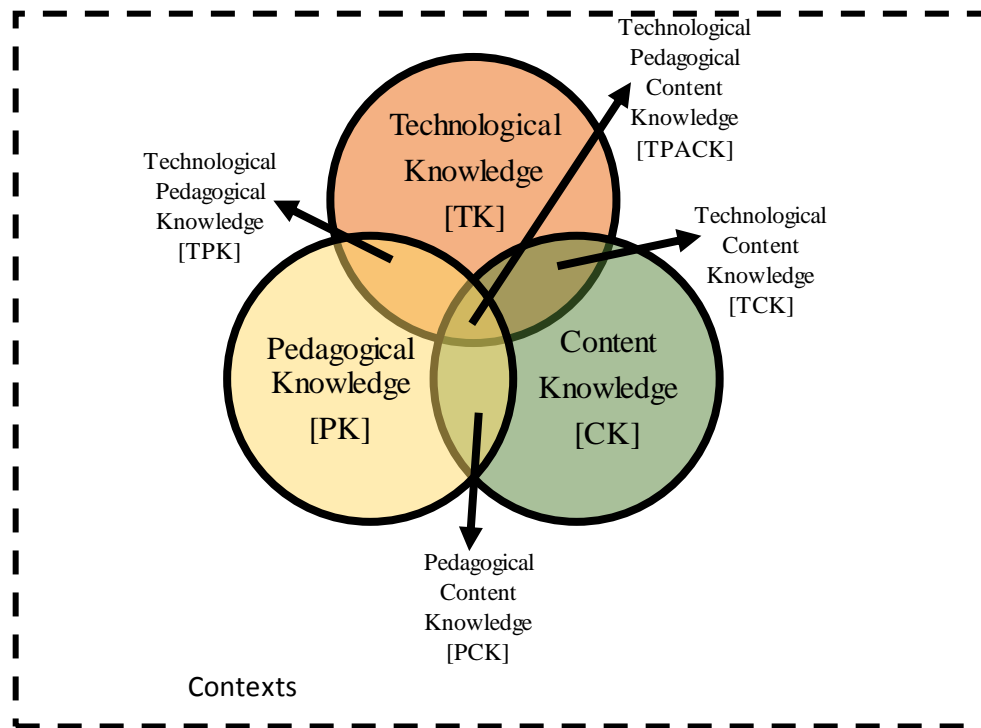 Technological
Pedagogical
Content
Knowledge
[TPACK]
Technological
Knowledge
[TK]
Technological
Pedagogical
Knowledge
[TPK]
Technological
Content
Knowledge
[TCK]
Pedagogical
Knowledge
[PK]
Content
Knowledge
[CK]
Pedagogical
Content
Knowledge
[PCK]
Contexts